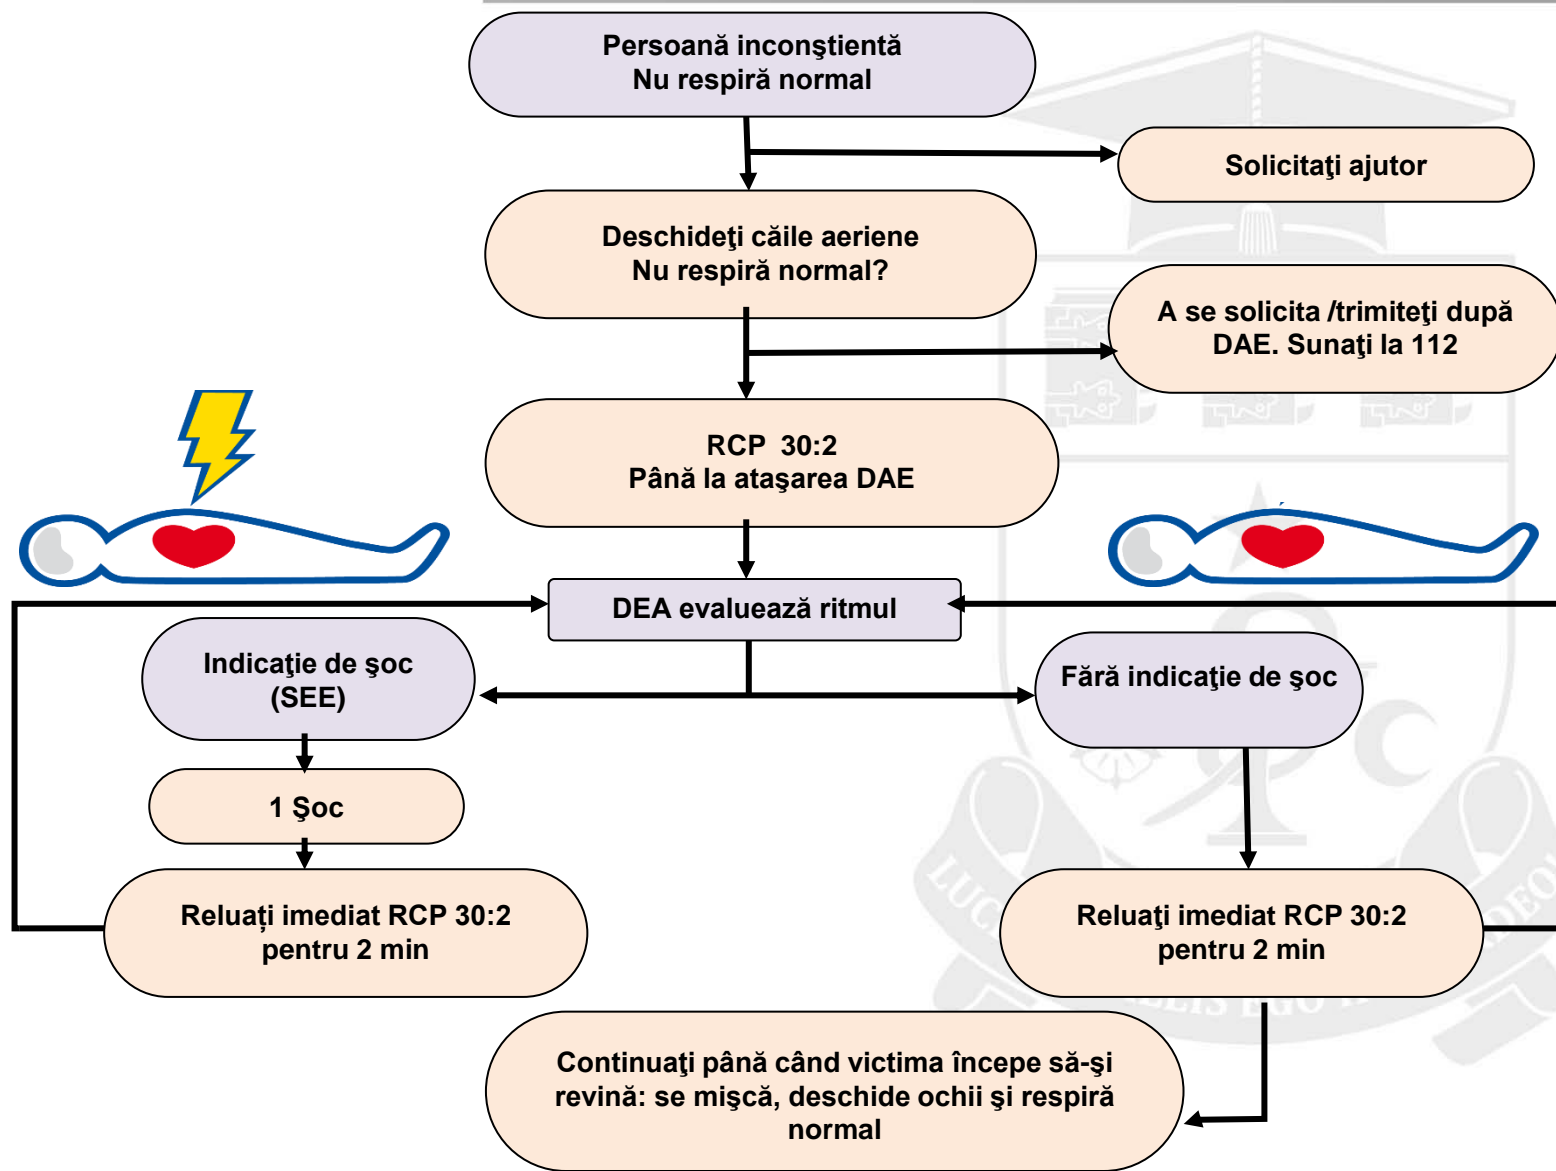 Persoană inconştientă
Nu respiră normal
Solicitaţi ajutor
Deschideţi căile aeriene
Nu respiră normal?
A se solicita /trimiteţi după
DAE. Sunaţi la 112
RCP  30:2
Până la ataşarea DAE
DEA evaluează ritmul
Indicaţie de şoc
(SEE)
Fără indicaţie de şoc
1 Şoc
Reluați imediat RCP 30:2
pentru 2 min
Reluaţi imediat RCP 30:2
pentru 2 min
Continuaţi până când victima începe să-şi
revină: se mişcă, deschide ochii şi respiră
normal